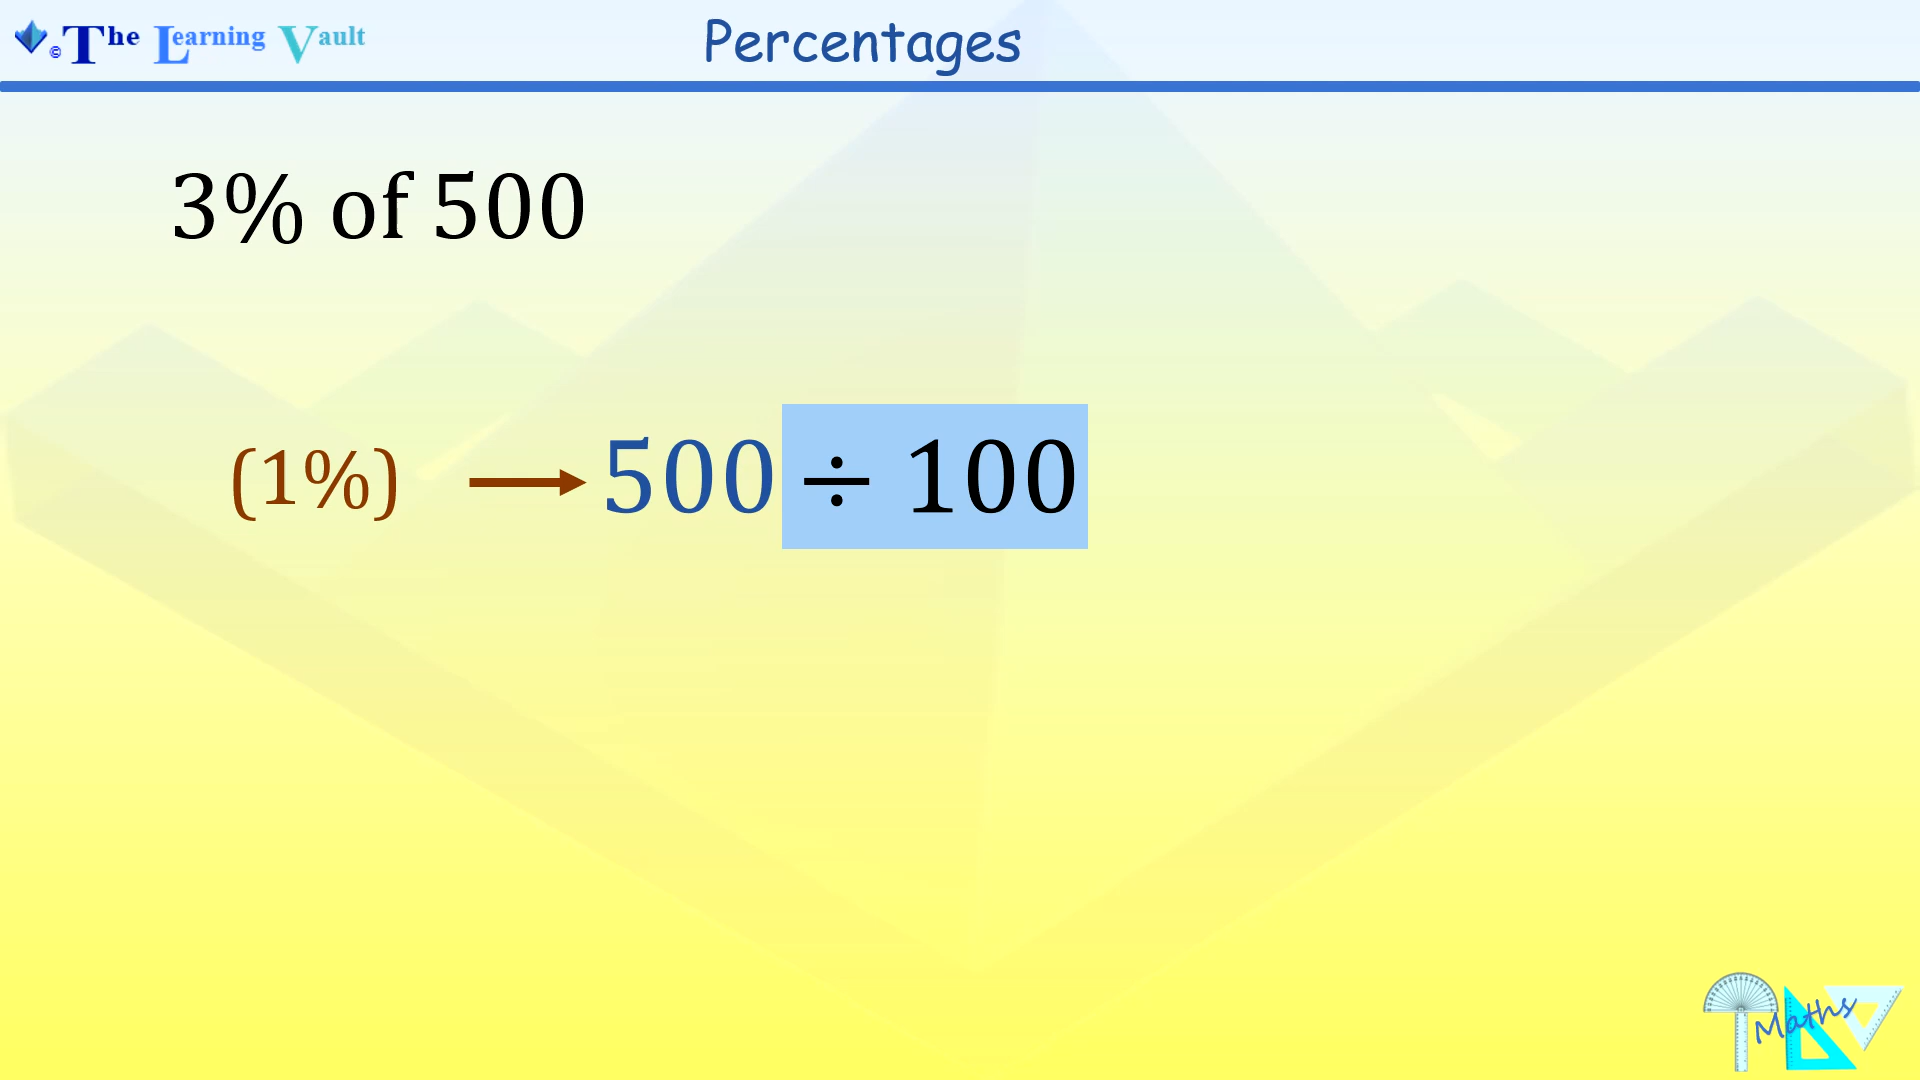 © The Learning Vault
Percentages
3% of 500
(1%) → 500 ÷ 100
Maths